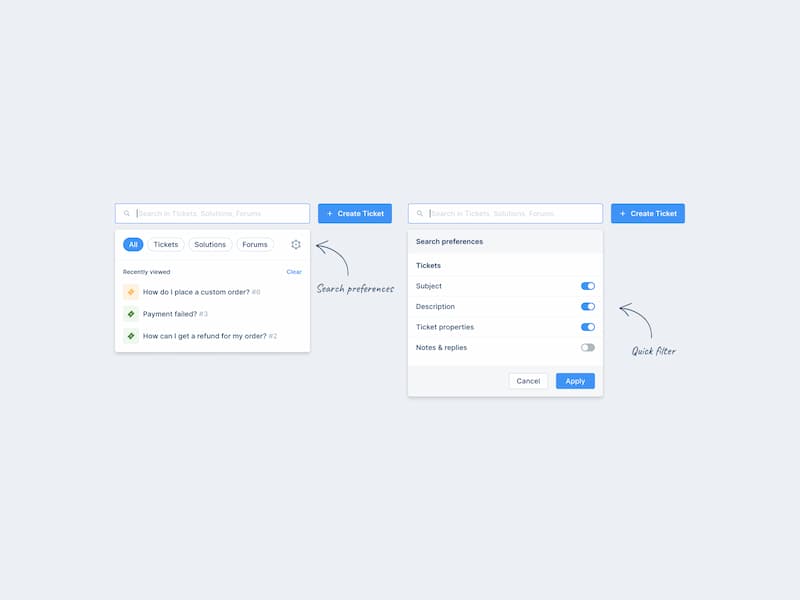 Search in Tickets, Solutions, Forums
+ Create Ticket
All Tickets Solutions Forums
Recently viewed Clear
How do I place a custom order? #6
Payment failed? #3
How can I get a refund for my order? #2
Search preferences
Search in Tickets, Solutions, Forums
+ Create Ticket
Search preferences
Tickets
Subject
Description
Ticket properties
Notes & replies
Cancel Apply
Quick filter